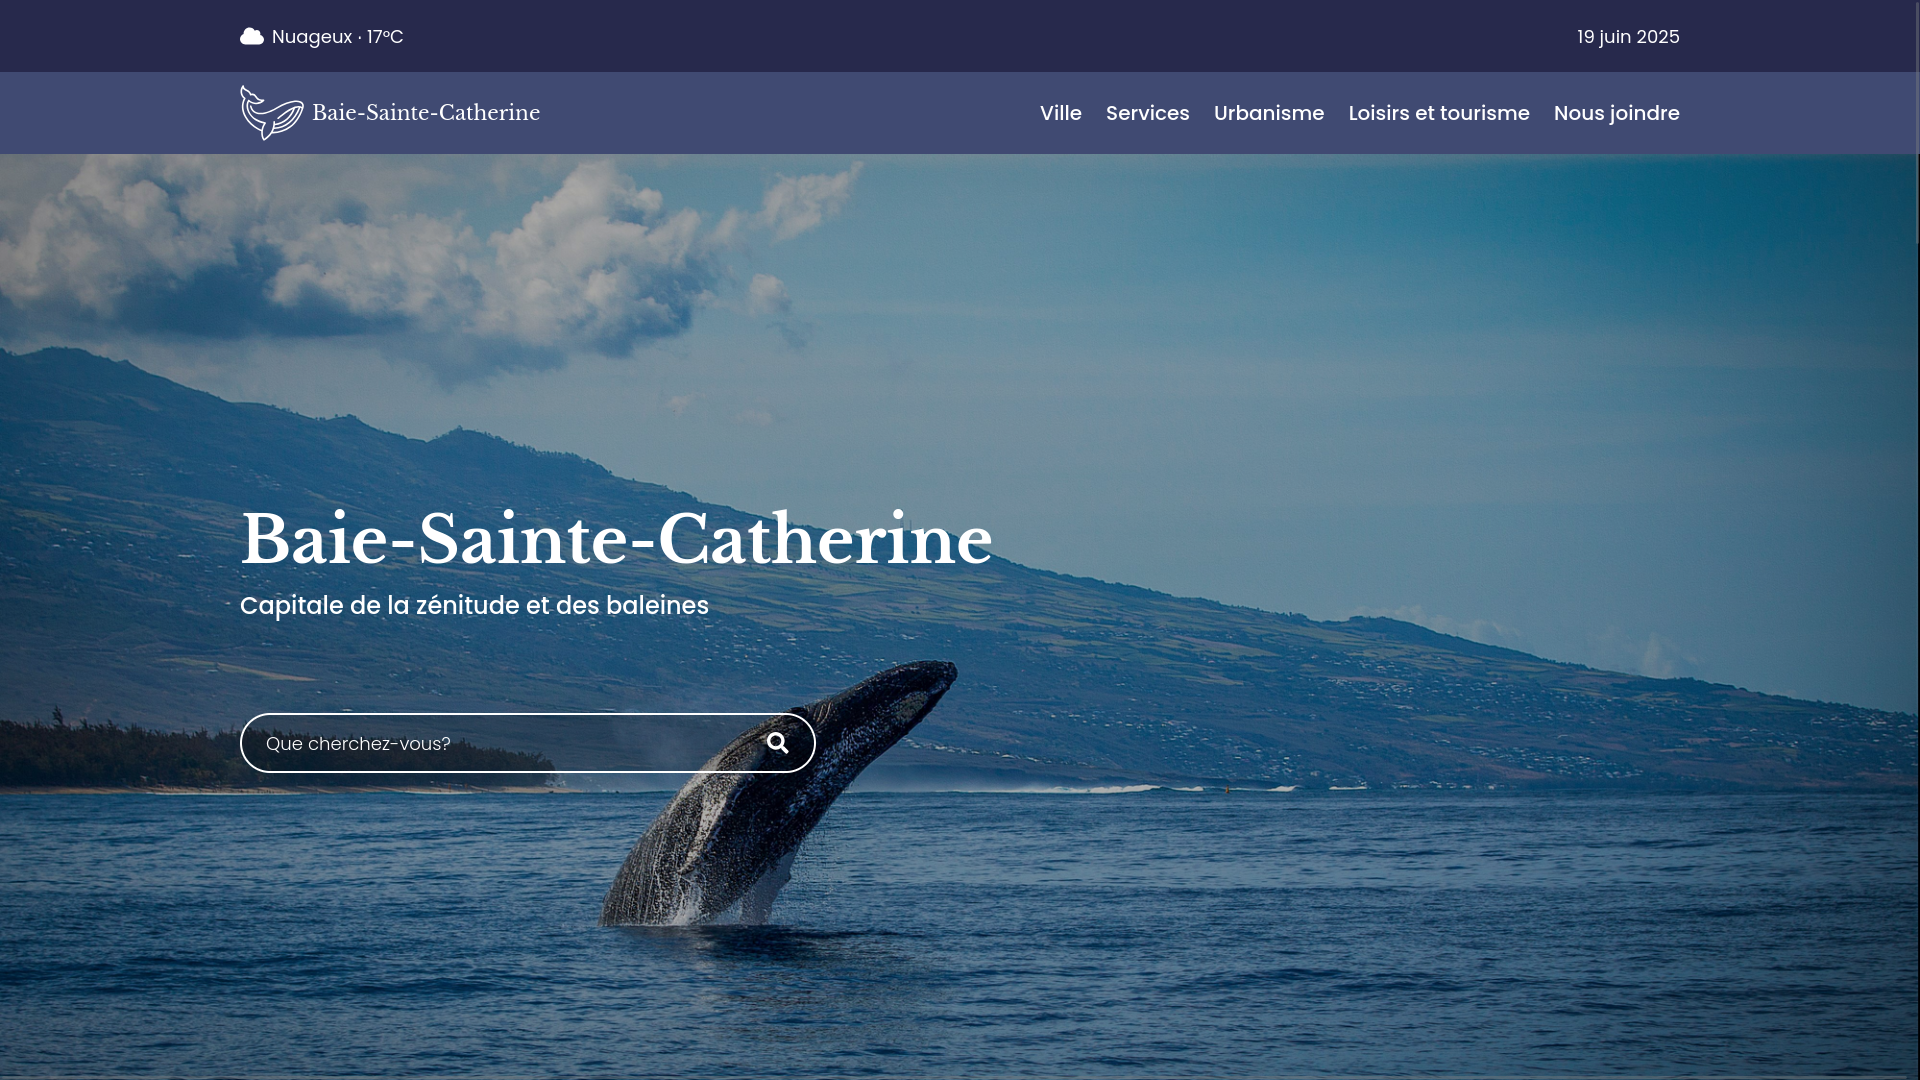 Nuageux · 17°C
19 juin 2025
Baie-Sainte-Catherine
Ville
Services
Urbanisme
Loisirs et tourisme
Nous joindre
Baie-Sainte-Catherine
Capitale de la zénitude et des baleines
Que cherchez-vous?